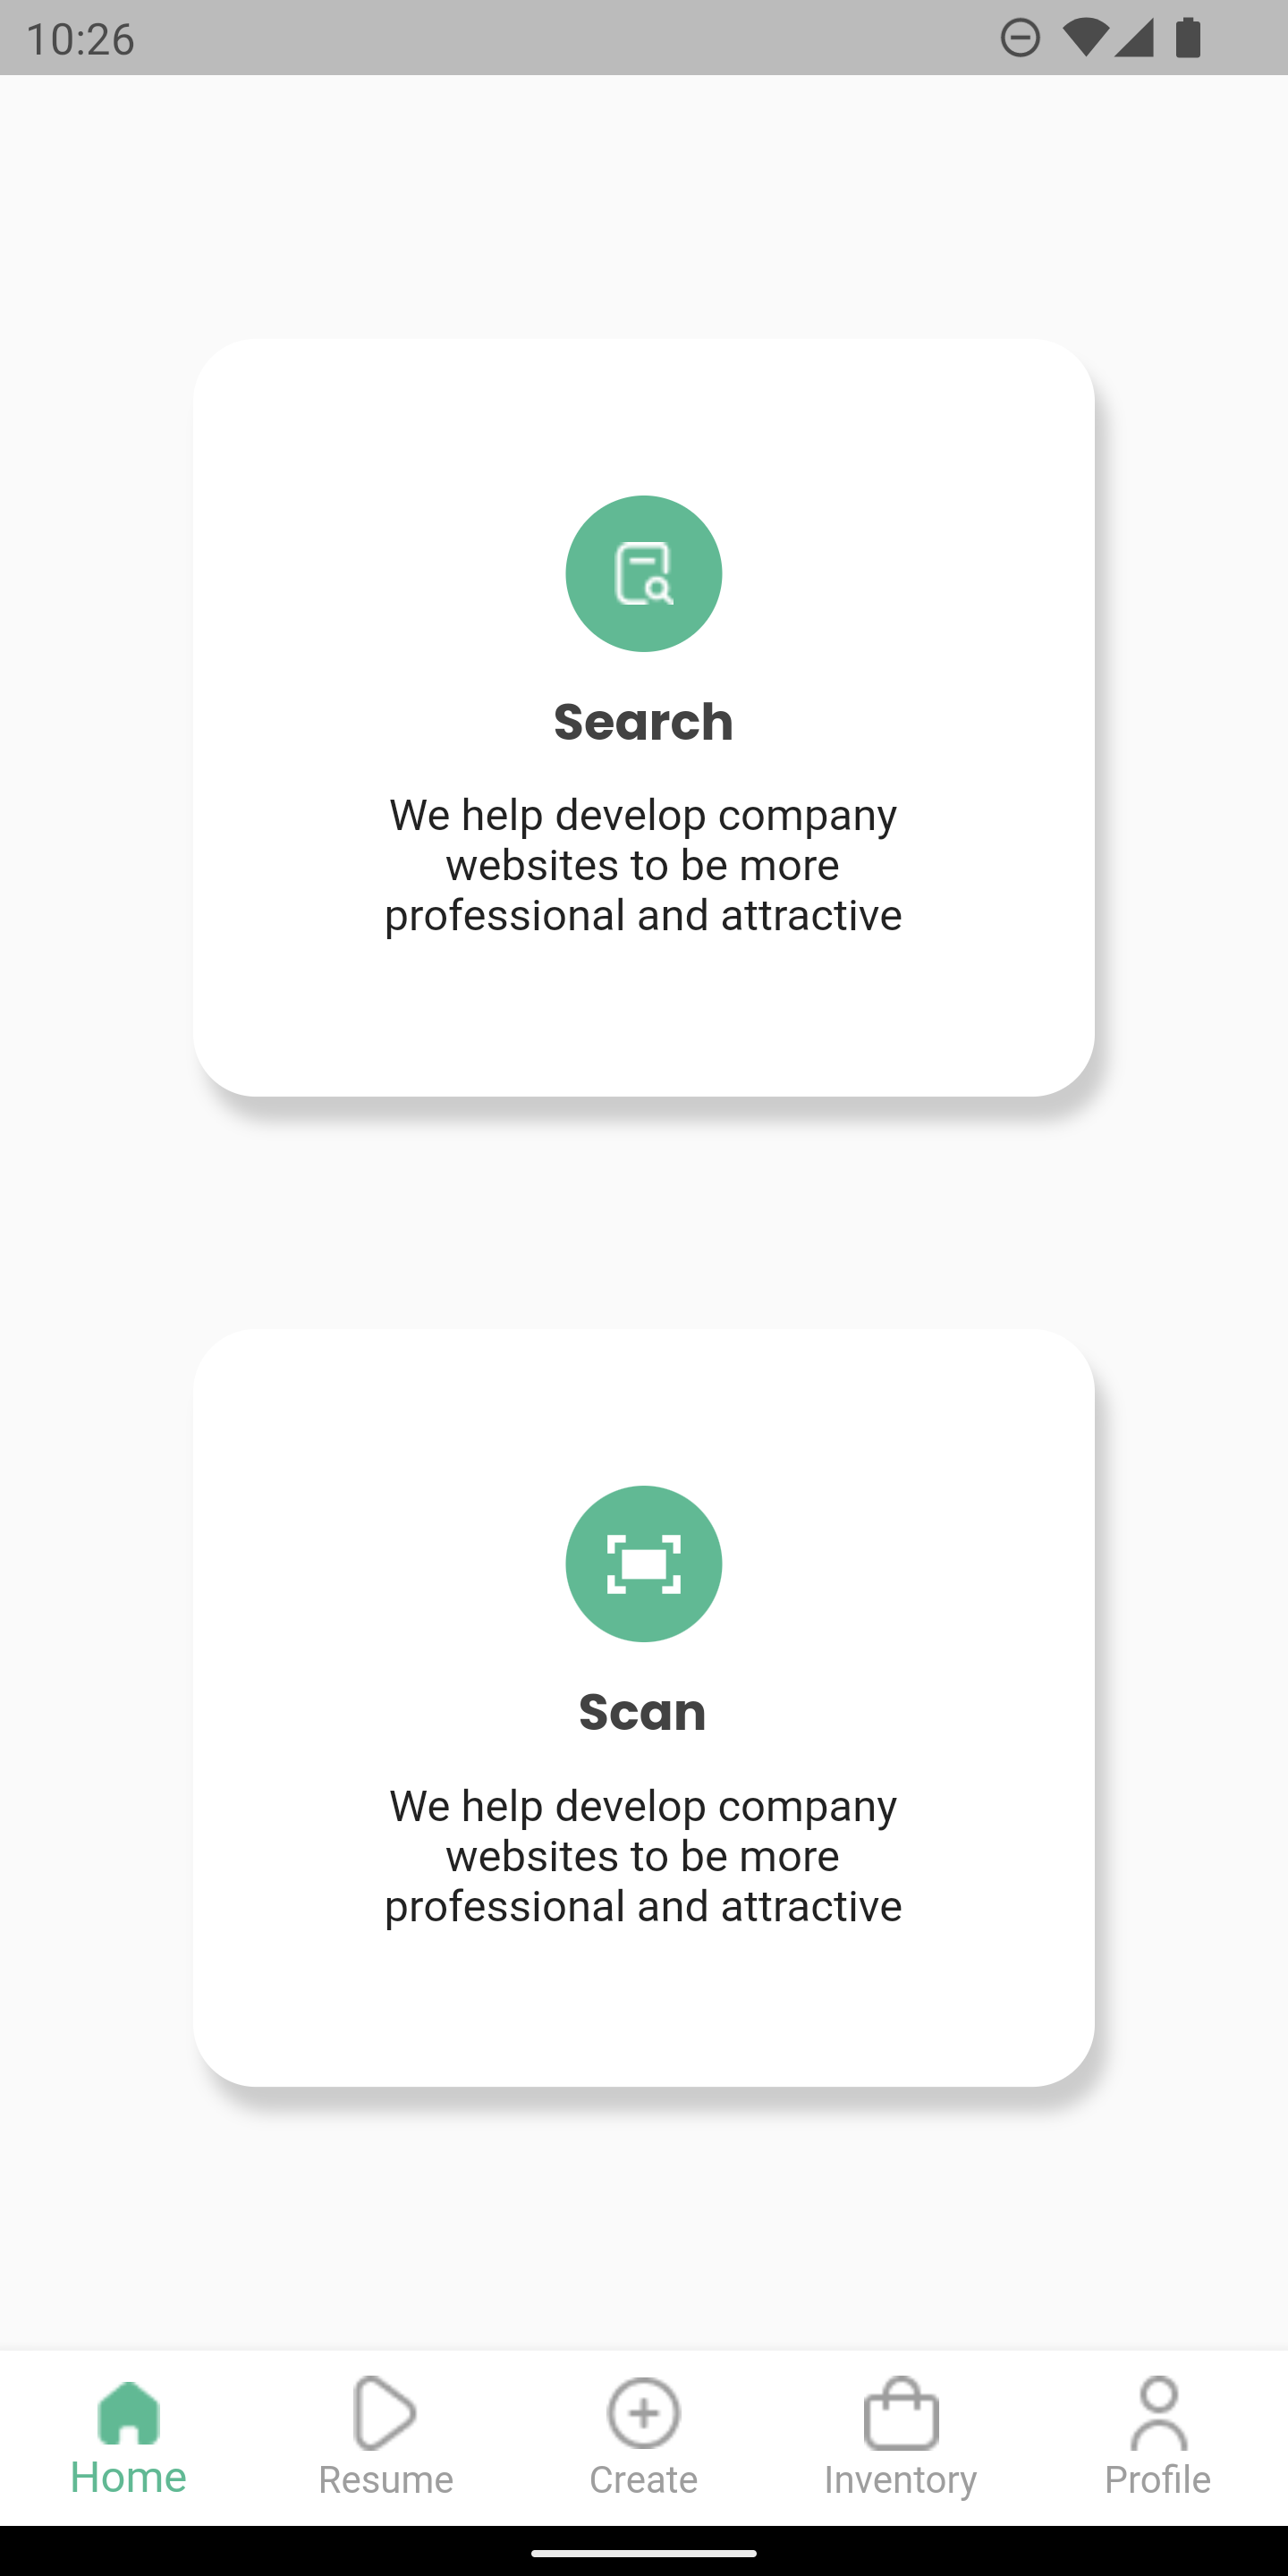 10:26
Search
We help develop company
websites to be more
professional and attractive
Scan
We help develop company
websites to be more
professional and attractive
Home Resume Create Inventory Profile